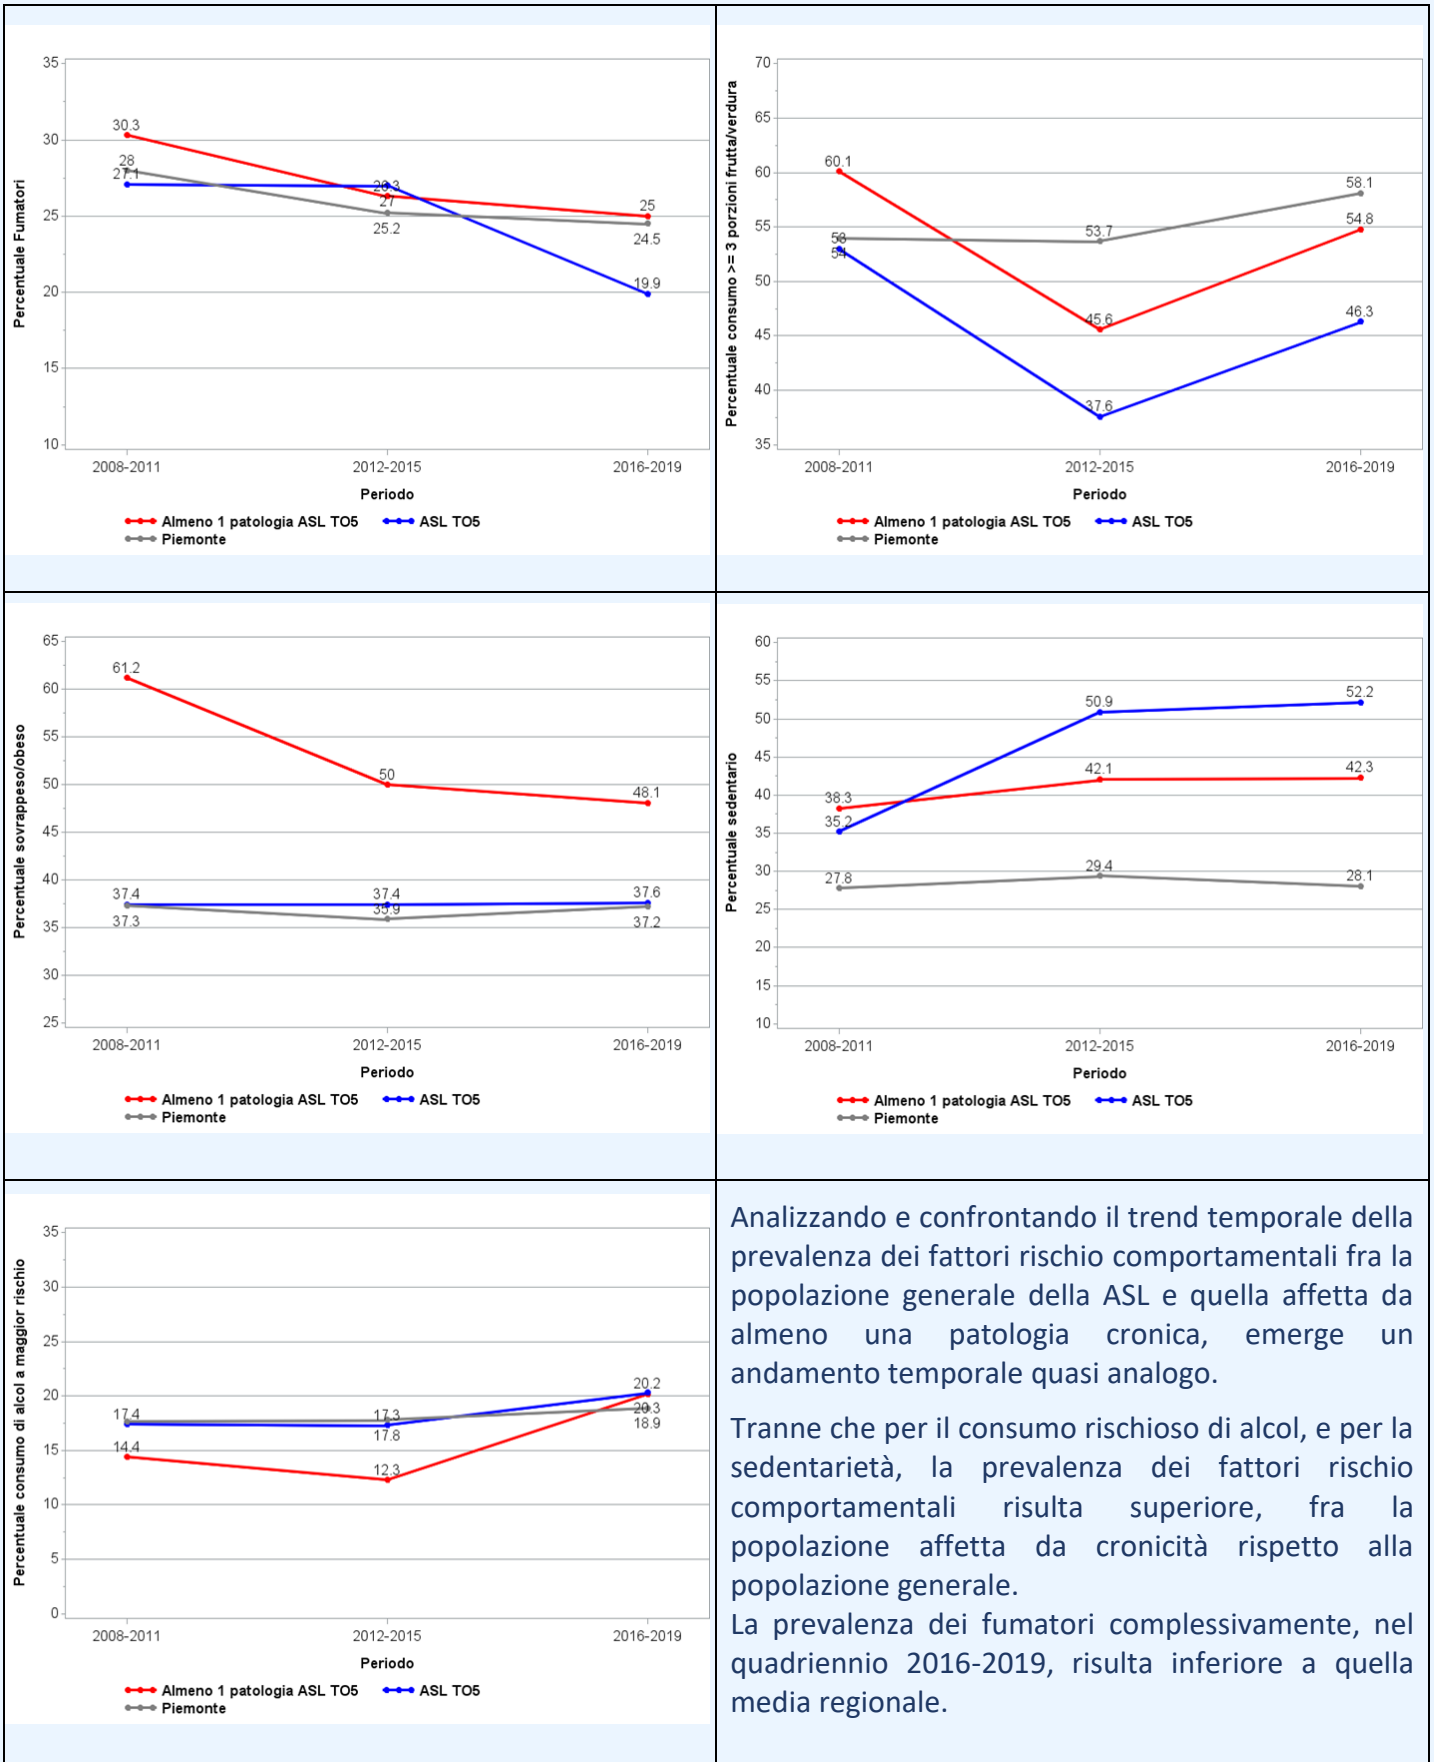 35
30
25
20
15
10
Percentuale Fumatori
30.3
28
27.1
26.3
27
25.2
25
24.5
19.9
2008-2011 2012-2015 2016-2019
Periodo
Almeno 1 patologia ASL TO5 ASL TO5
Piemonte
70
65
60
55
50
45
40
35
Percentuale consumo >= 3 porzioni frutta/verdura
60.1
53
54
53.7
45.6
37.6
58.1
54.8
46.3
2008-2011 2012-2015 2016-2019
Periodo
Almeno 1 patologia ASL TO5 ASL TO5
Piemonte
65
60
55
50
45
40
35
30
25
Percentuale sovrappeso/obeso
61.2
50
48.1
37.4
37.3
37.4
35.9
37.6
37.2
2008-2011 2012-2015 2016-2019
Periodo
Almeno 1 patologia ASL TO5 ASL TO5
Piemonte
60
55
50
45
40
35
30
25
20
15
10
Percentuale sedentario
38.3
35.2
27.8
50.9
42.1
29.4
52.2
42.3
28.1
2008-2011 2012-2015 2016-2019
Periodo
Almeno 1 patologia ASL TO5 ASL TO5
Piemonte
35
30
25
20
15
10
5
0
Percentuale consumo di alcol a maggior rischio
17.4
14.4
17.3
17.8
12.3
20.2
20.3
18.9
2008-2011 2012-2015 2016-2019
Periodo
Almeno 1 patologia ASL TO5 ASL TO5
Piemonte
Analizzando e confrontando il trend temporale della
prevalenza dei fattori rischio comportamentali fra la
popolazione generale della ASL e quella affetta da
almeno una patologia cronica, emerge un
andamento temporale quasi analogo.
Tranne che per il consumo rischioso di alcol, e per la
sedentarietà, la prevalenza dei fattori rischio
comportamentali risulta superiore, fra la
popolazione affetta da cronicità rispetto alla
popolazione generale.
La prevalenza dei fumatori complessivamente, nel
quadriennio 2016-2019, risulta inferiore a quella
media regionale.